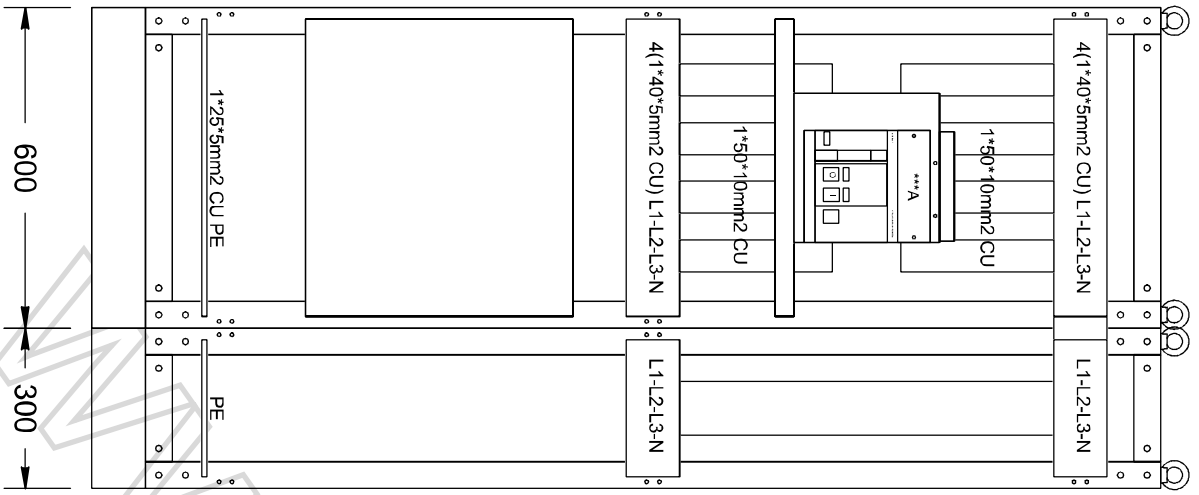 4(1*40*5mm2 CU) L1-L2-L3-N
L1-L2-L3-N
1*50*10mm2 CU
***A
1*50*10mm2 CU
4(1*40*5mm2 CU) L1-L2-L3-N
L1-L2-L3-N
1*25*5mm2 CU PE
PE
600
300